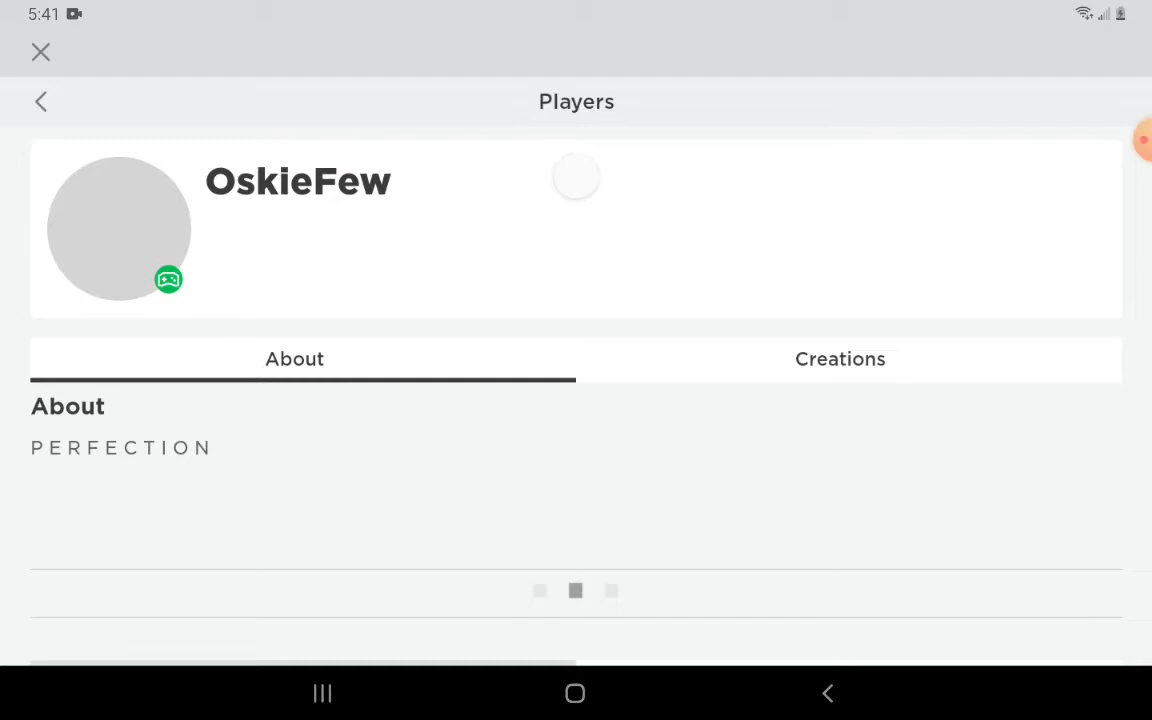 5:41
Players
OskieFew
About
Creations
About
P E R F E C T I O N